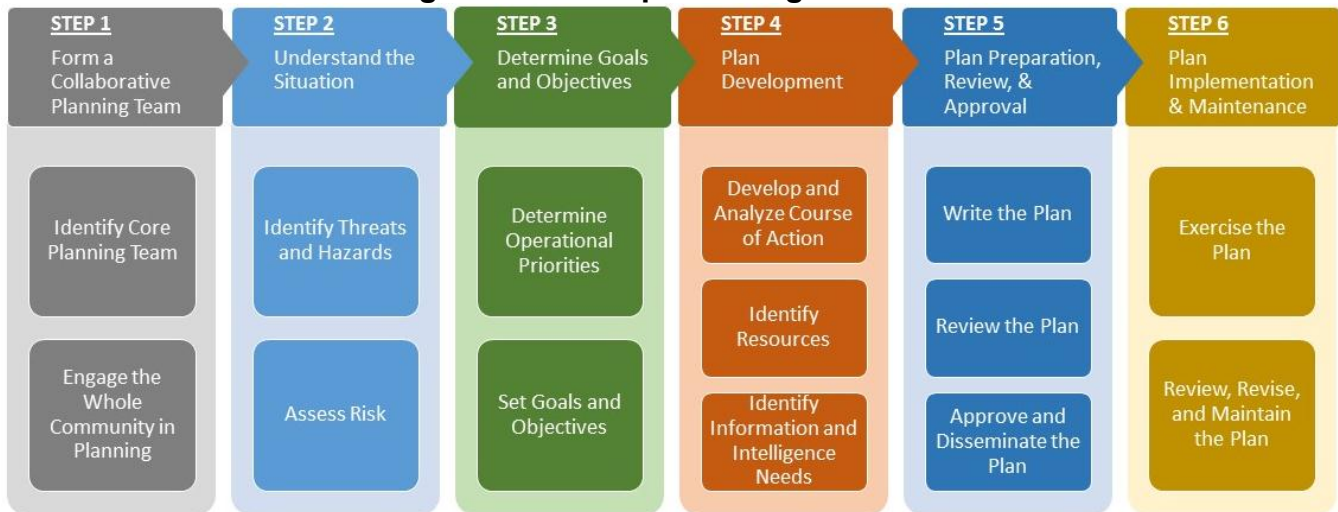 STEP 1
Form a
Collaborative
Planning Team
Identify Core
Planning Team
Engage the
Whole
Community in
Planning
STEP 2
Understand the
Situation
Identify Threats
and Hazards
Assess Risk
STEP 3
Determine Goals
and Objectives
Determine
Operational
Priorities
Set Goals and
Objectives
STEP 4
Plan
Development
Develop and
Analyze Course
of Action
Identify
Resources
Identify
Information and
Intelligence
Needs
STEP 5
Plan Preparation,
Review, &
Approval
Write the Plan
Review the Plan
Approve and
Disseminate the
Plan
STEP 6
Plan
Implementation
& Maintenance
Exercise the
Plan
Review, Revise,
and Maintain
the Plan